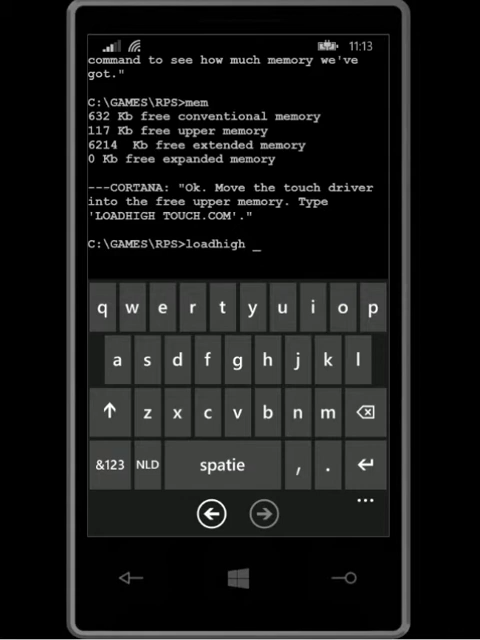 11:13
command to see how much memory we've
got."
C:\GAMES\RPS>mem
632 Kb free conventional memory
117 Kb free upper memory
6214  Kb free extended memory
0 Kb free expanded memory
---CORTANA: "Ok. Move the touch driver
into the free upper memory. Type
'LOADHIGH TOUCH.COM'."
C:\GAMES\RPS>loadhigh _
q w e r t y u i o p
a s d f g h j k l
z x c v b n m
&123 NLD spatie , .